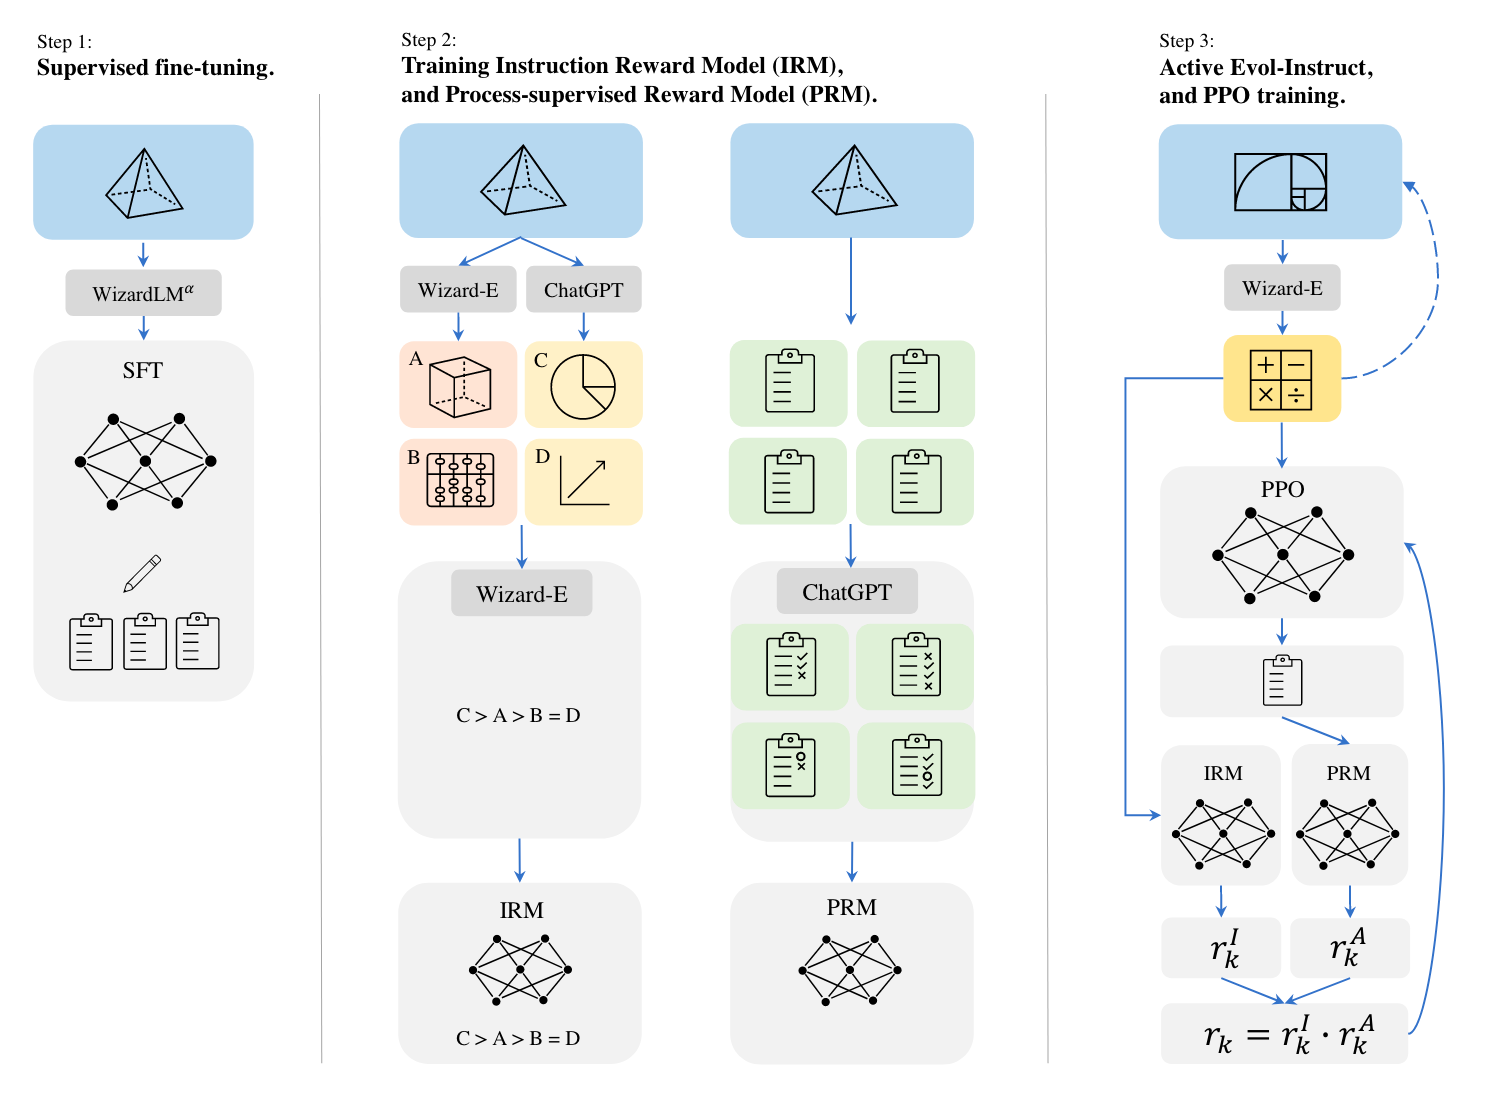 Step 1:
Supervised fine-tuning.
WizardLM^α
SFT
Step 2:
Training Instruction Reward Model (IRM),
and Process-supervised Reward Model (PRM).
Wizard-E
ChatGPT
A
C
B
D
Wizard-E
C > A > B = D
IRM
C > A > B = D
ChatGPT
PRM
Step 3:
Active Evol-Instruct,
and PPO training.
Wizard-E
+ −
× ÷
PPO
IRM
PRM
r_k^I
r_k^A
r_k = r_k^I · r_k^A